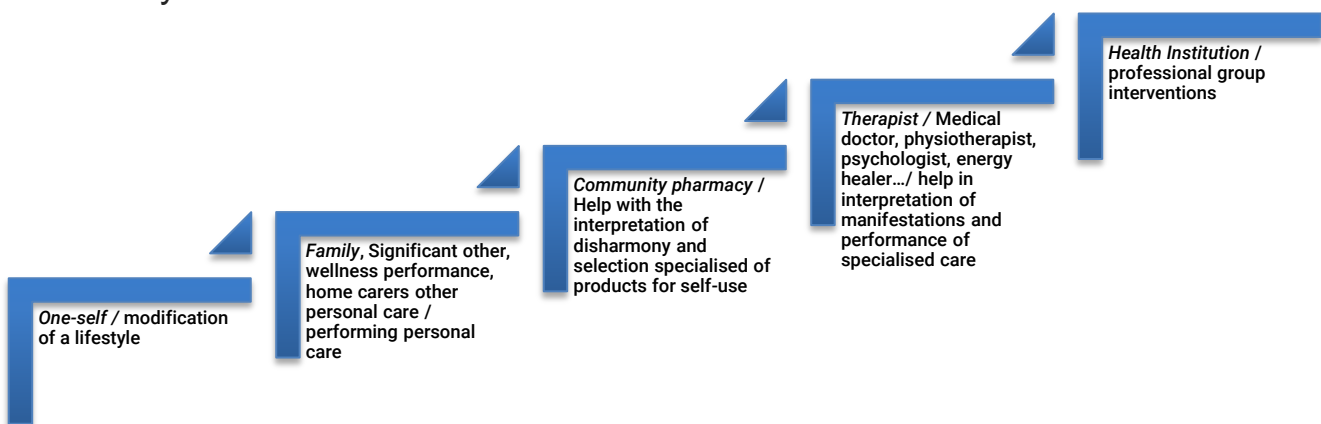 One-self / modification
of a lifestyle
Family, Significant other,
wellness performance,
home carers other
personal care /
performing personal
care
Community pharmacy /
Help with the
interpretation of
disharmony and
selection specialised of
products for self-use
Therapist / Medical
doctor, physiotherapist,
psychologist, energy
healer.../ help in
interpretation of
manifestations and
performance of
specialised care
Health Institution /
professional group
interventions